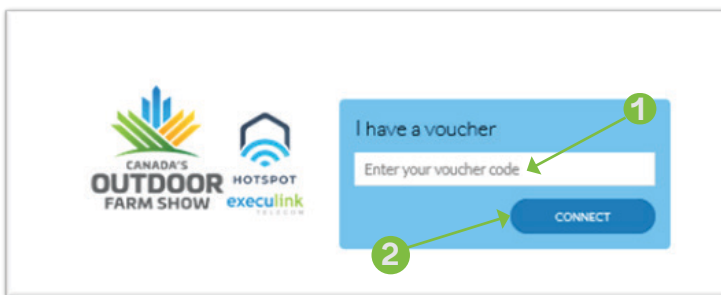 CANADA'S
OUTDOOR
FARM SHOW
HOTSPOT
execulink
TELECOM
I have a voucher
1
Enter your voucher code
CONNECT
2